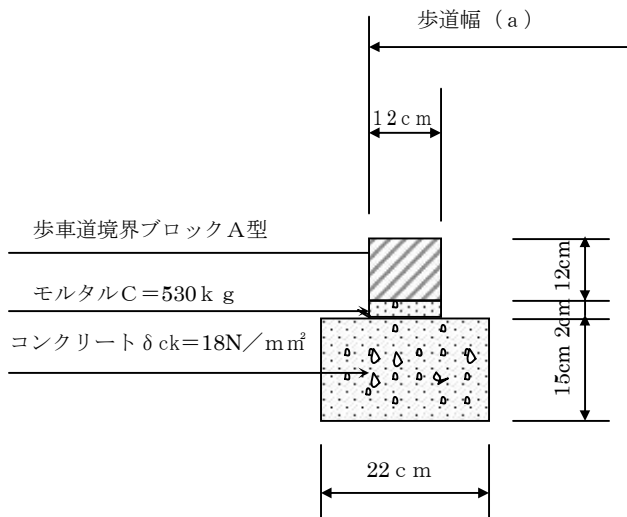 歩道幅（a）
12cm
歩車道境界ブロックA型
モルタルC＝530kg
コンクリートδck＝18N／mm²
12cm
2cm
15cm
22cm